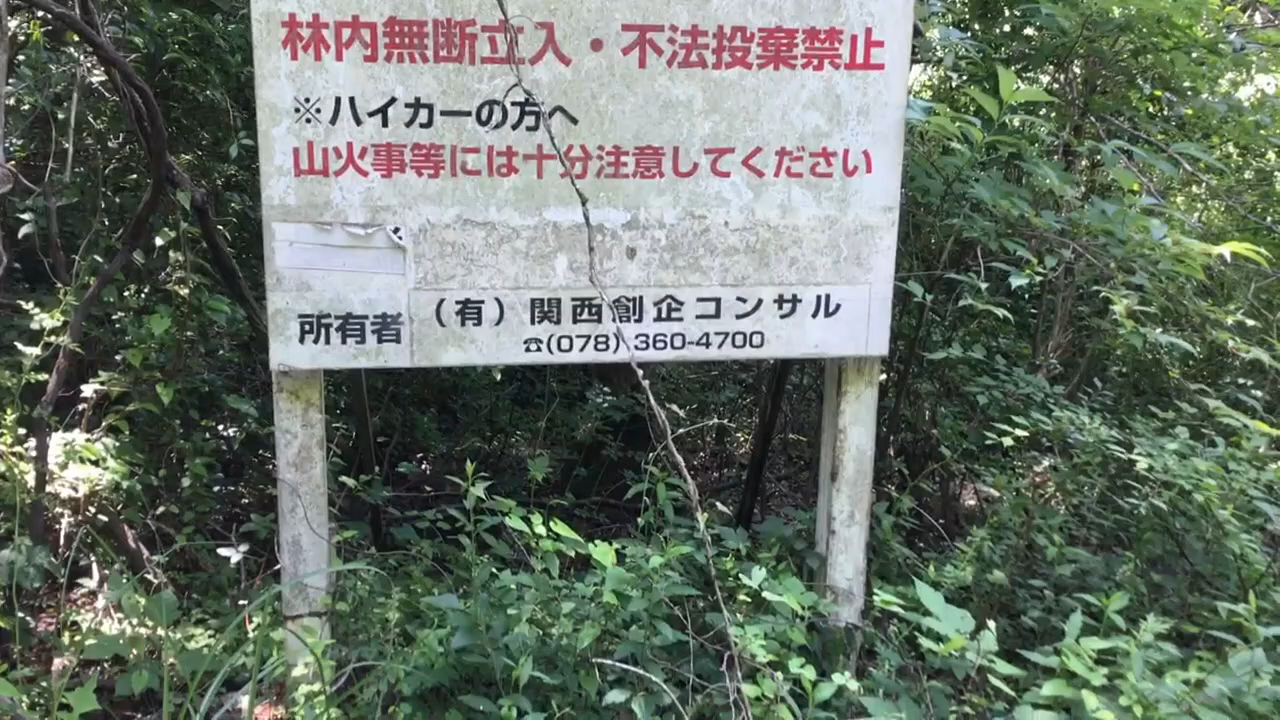 林内無断立入・不法投棄禁止
※ハイカーの方へ
山火事等には十分注意してください
所有者 (有)関西創企コンサル
☎(078)360-4700